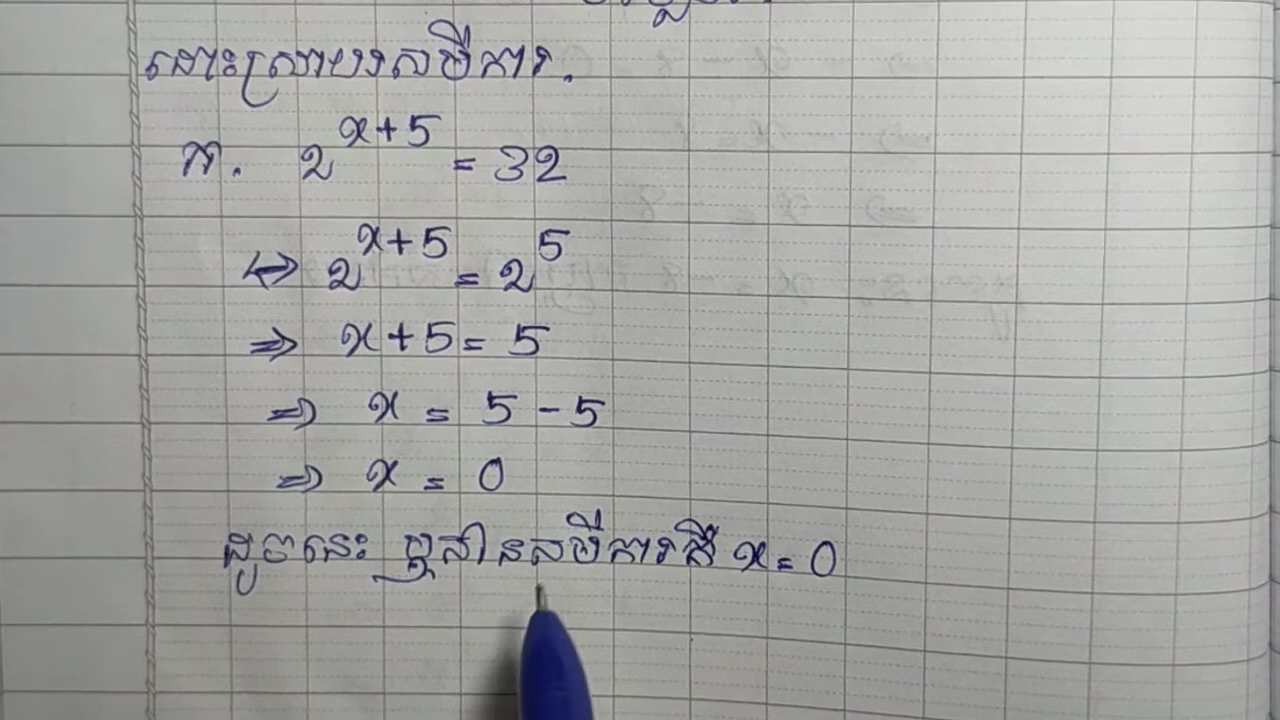 ដោះស្រាយសមីការ.
ក. 2^{x+5} = 32
↔ 2^{x+5} = 2^5
⇒ x + 5 = 5
⇒ x = 5 - 5
⇒ x = 0
ដូចនេះ ឫសនៃសមីការគឺ x = 0